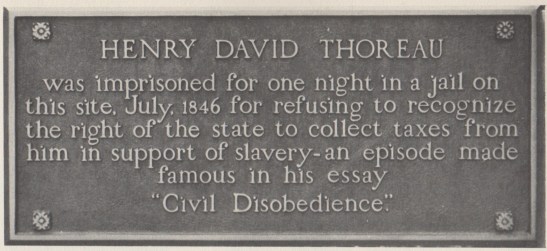 HENRY DAVID THOREAU
was imprisoned for one night in a jail on
this site, July, 1846 for refusing to recognize
the right of the state to collect taxes from
him in support of slavery-an episode made
famous in his essay
"Civil Disobedience."